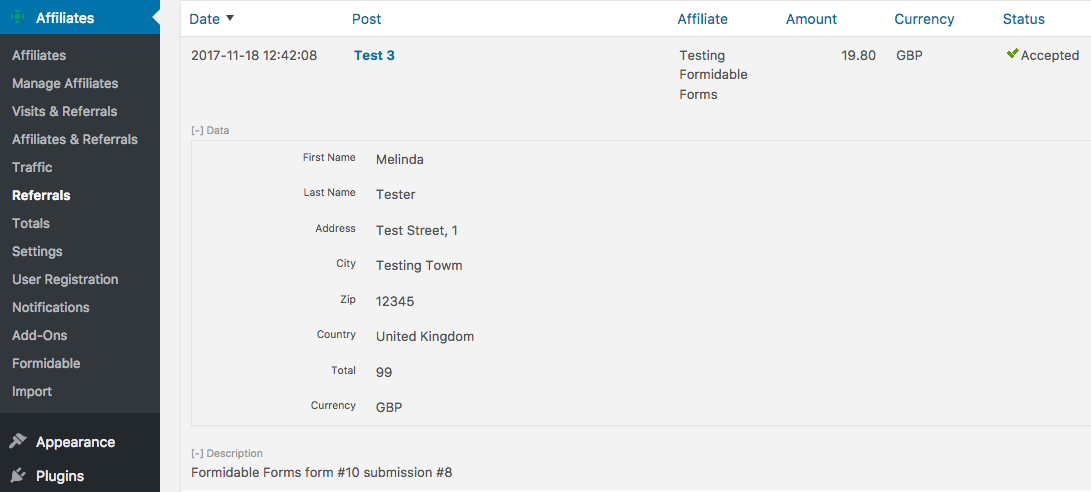 Affiliates
Affiliates
Manage Affiliates
Visits & Referrals
Affiliates & Referrals
Traffic
Referrals
Totals
Settings
User Registration
Notifications
Add-Ons
Formidable
Import
Appearance
Plugins
Date Post Affiliate Amount Currency Status
2017-11-18 12:42:08 Test 3 Testing 19.80 GBP Accepted
Formidable
Forms
[-] Data
First Name Melinda
Last Name Tester
Address Test Street, 1
City Testing Towm
Zip 12345
Country United Kingdom
Total 99
Currency GBP
[-] Description
Formidable Forms form #10 submission #8